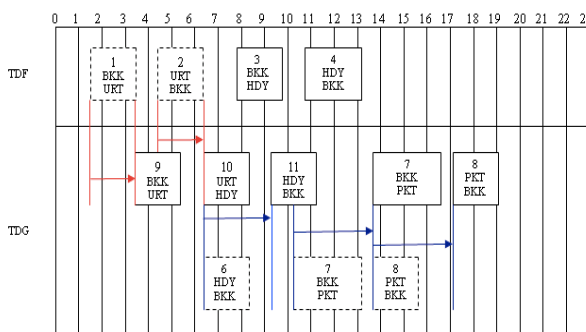 0 1 2 3 4 5 6 7 8 9 10 11 12 13 14 15 16 17 18 19 20 21 22 2
TDF
1
BKK
URT
2
URT
BKK
3
BKK
HDY
4
HDY
BKK
TDG
9
BKK
URT
10
URT
HDY
11
HDY
BKK
7
BKK
PKT
8
PKT
BKK
6
HDY
BKK
7
BKK
PKT
8
PKT
BKK